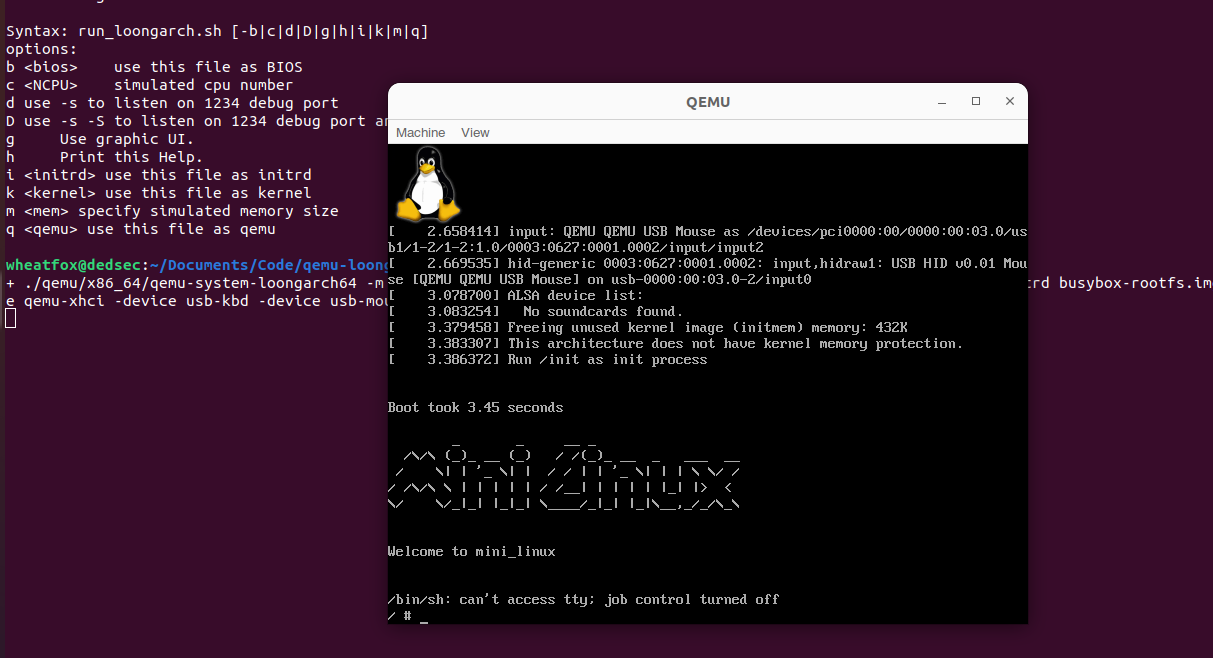 Syntax: run_loongarch.sh [-b|c|d|D|g|h|i|k|m|q]
options:
b <bios>    use this file as BIOS
c <NCPU>    simulated cpu number
d use -s to listen on 1234 debug port
D use -s -S to listen on 1234 debug port
g     Use graphic UI.
h     Print this Help.
i <initrd> use this file as initrd
k <kernel> use this file as kernel
m <mem> specify simulated memory size
q <qemu> use this file as qemu
wheatfox@dedsec:~/Documents/Code/qemu-loong
+ ./qemu/x86_64/qemu-system-loongarch64 -m
rd busybox-rootfs.im
e qemu-xhci -device usb-kbd -device usb-mou
QEMU
Machine View
[    2.658414] input: QEMU QEMU USB Mouse as /devices/pci0000:00/0000:00:03.0/us
b1/1-2/1-2:1.0/0003:0627:0001.0002/input/input2
[    2.669535] hid-generic 0003:0627:0001.0002: input,hidraw1: USB HID v0.01 Mou
se [QEMU QEMU USB Mouse] on usb-0000:00:03.0-2/input0
[    3.078700] ALSA device list:
[    3.083254]   No soundcards found.
[    3.379458] Freeing unused kernel image (initmem) memory: 432K
[    3.383307] This architecture does not have kernel memory protection.
[    3.386372] Run /init as init process
Boot took 3.45 seconds
Mini Linux
Welcome to mini_linux
/bin/sh: can't access tty; job control turned off
/ # _